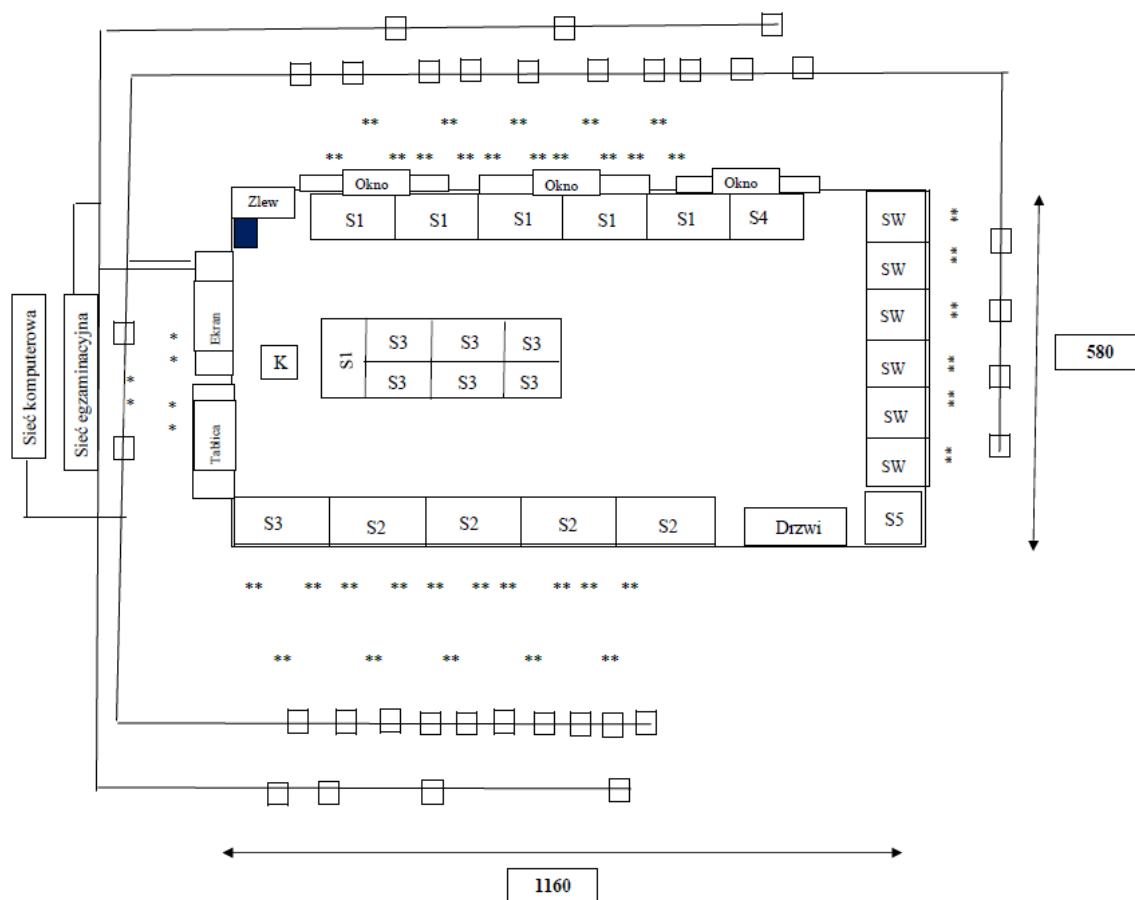 ** ** ** ** **
** ** ** ** ** ** ** ** ** **
Okno Okno Okno
Zlew
S1 S1 S1 S1 S1 S4
SW **
SW **
SW **
SW **
SW **
SW **
Sieć komputerowa
Sieć egzaminacyjna
* *
* *
* *
Ekran
Tablica
K
S1
S3 S3 S3
S3 S3 S3
580
S3 S2 S2 S2 S2
Drzwi
S5
** ** ** ** ** ** ** ** ** **
** ** ** ** **
1160